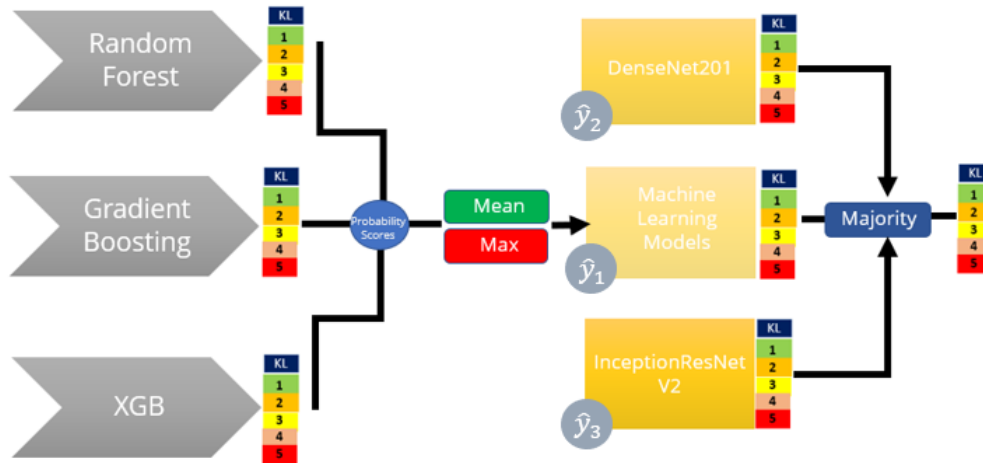 Random
Forest
KL
1
2
3
4
5
Gradient
Boosting
KL
1
2
3
4
5
XGB
KL
1
2
3
4
5
Probability
Scores
Mean
Max
DenseNet201
ŷ2
KL
1
2
3
4
5
Machine
Learning
Models
ŷ1
KL
1
2
3
4
5
InceptionResNet
V2
ŷ3
KL
1
2
3
4
5
Majority
KL
1
2
3
4
5